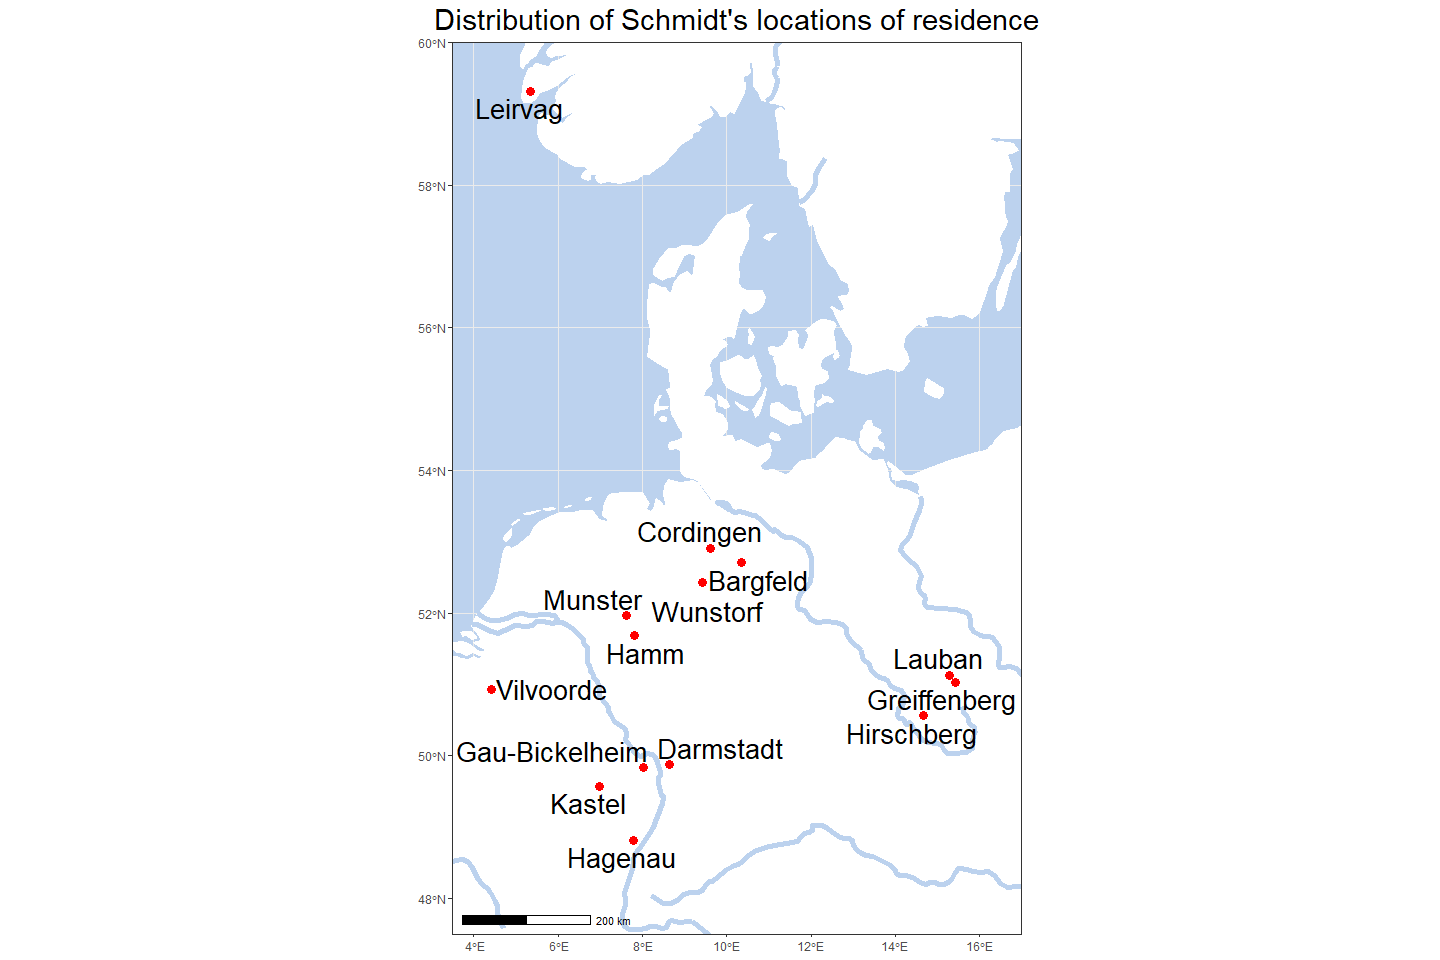 Distribution of Schmidt's locations of residence
60°N
Leirvag
58°N
56°N
54°N
Cordingen
Bargfeld
Munster
Wunstorf
52°N
Hamm
Lauban
Vilvoorde
Greiffenberg
Hirschberg
Gau-Bickelheim
Darmstadt
50°N
Kastel
Hagenau
48°N
200 km
4°E
6°E
8°E
10°E
12°E
14°E
16°E